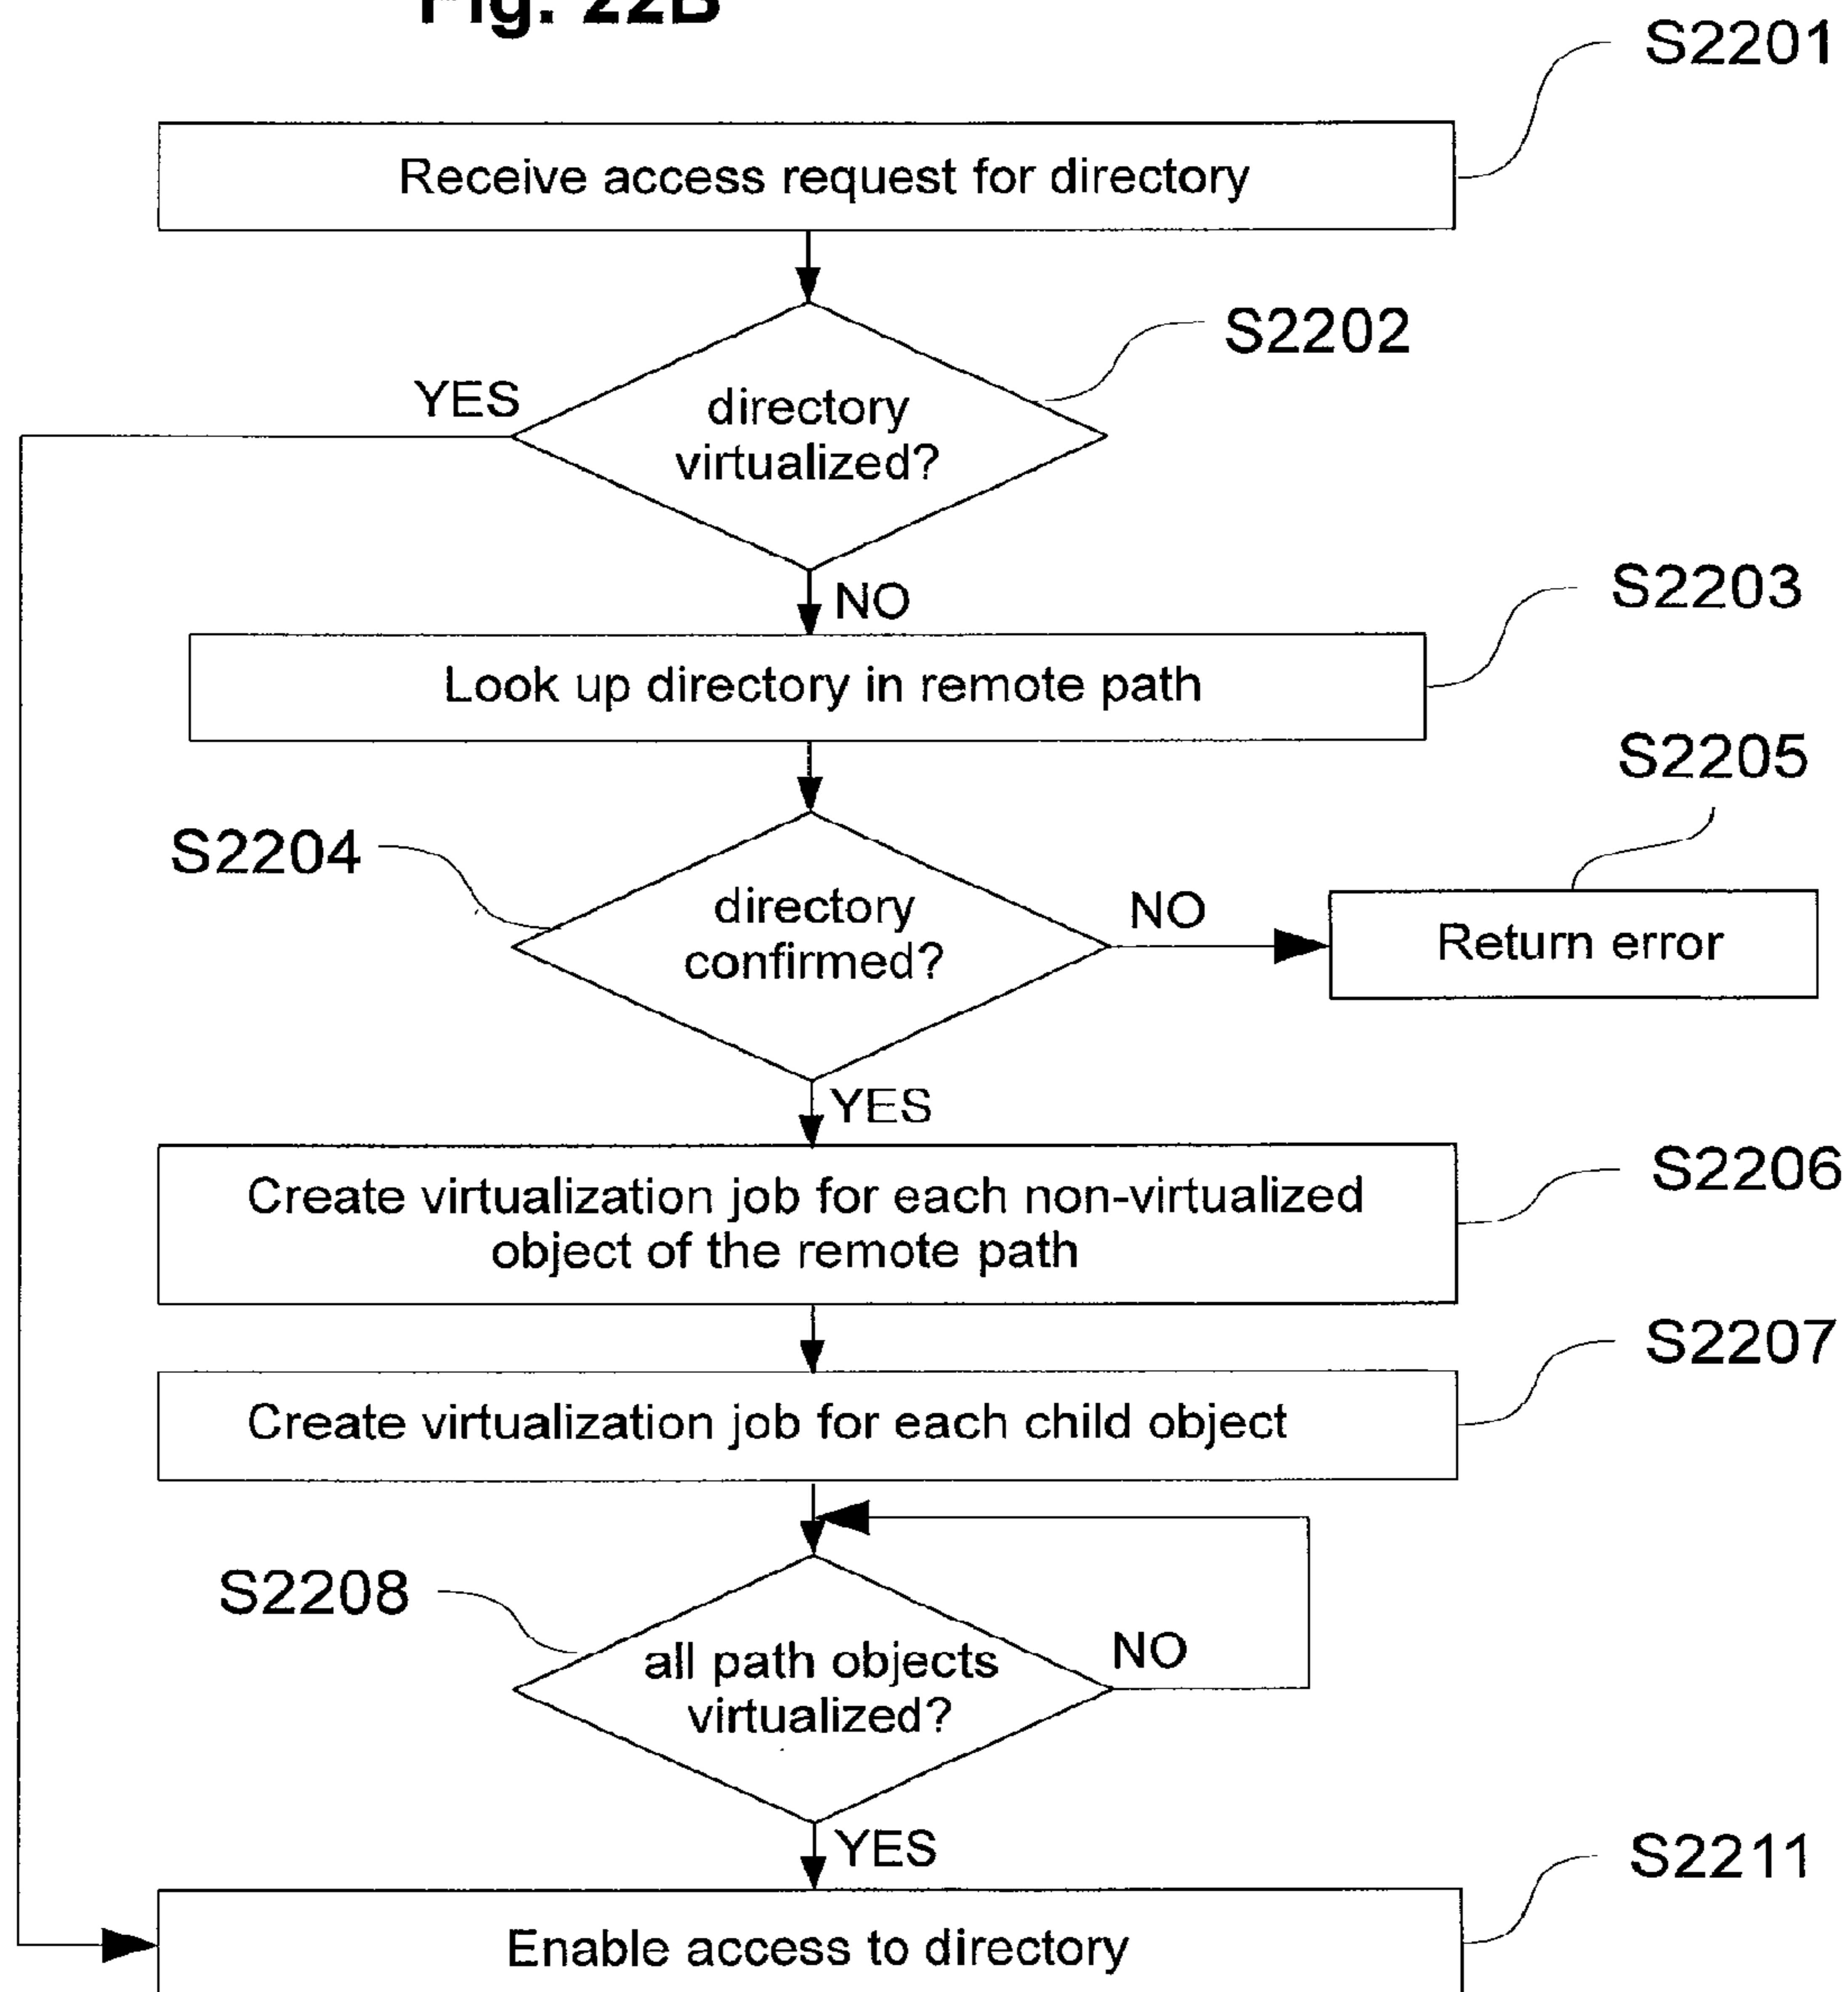 Fig. 22B
S2201
Receive access request for directory
S2202
YES
directory
virtualized?
NO
S2203
Look up directory in remote path
S2205
S2204
directory
confirmed?
NO
Return error
YES
S2206
Create virtualization job for each non-virtualized
object of the remote path
S2207
Create virtualization job for each child object
S2208
all path objects
virtualized?
NO
YES
S2211
Enable access to directory